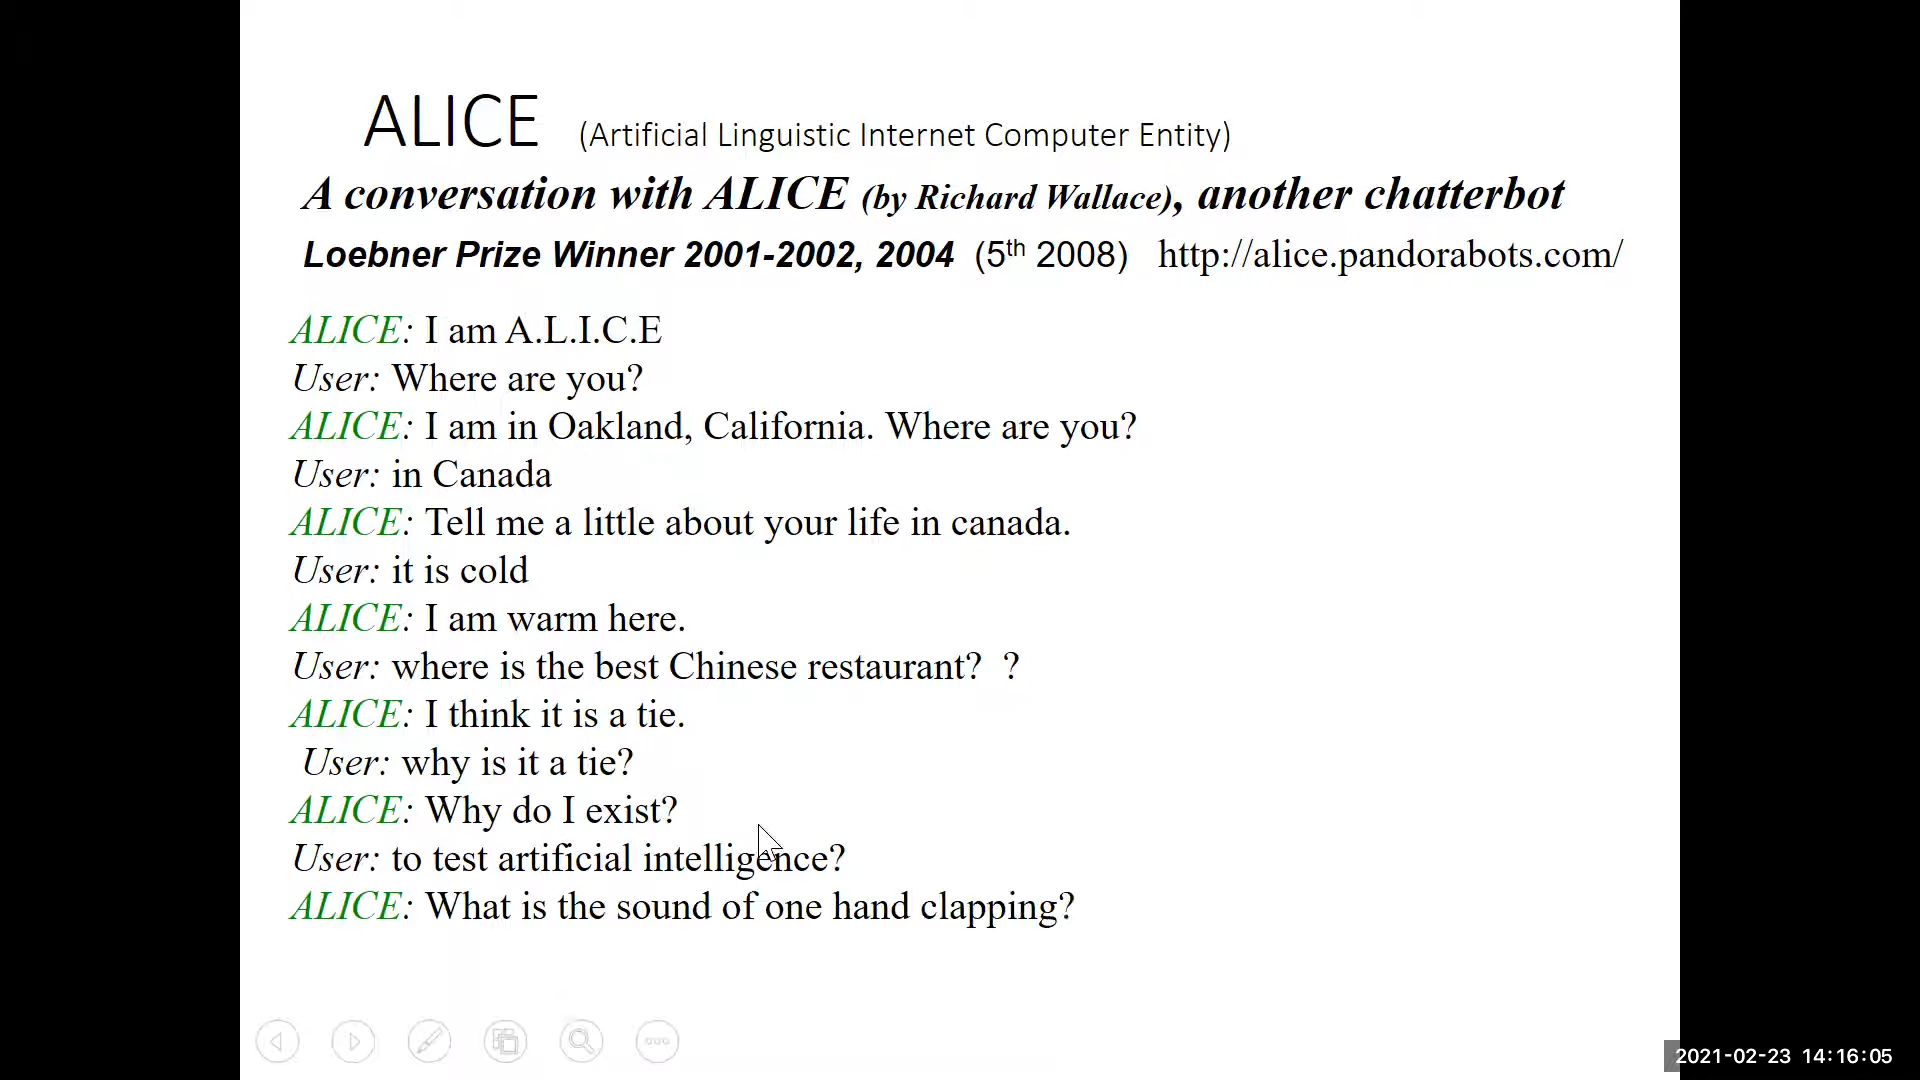 ALICE (Artificial Linguistic Internet Computer Entity)
A conversation with ALICE (by Richard Wallace), another chatterbot
Loebner Prize Winner 2001-2002, 2004 (5th 2008) http://alice.pandorabots.com/
ALICE: I am A.L.I.C.E
User: Where are you?
ALICE: I am in Oakland, California. Where are you?
User: in Canada
ALICE: Tell me a little about your life in canada.
User: it is cold
ALICE: I am warm here.
User: where is the best Chinese restaurant? ?
ALICE: I think it is a tie.
User: why is it a tie?
ALICE: Why do I exist?
User: to test artificial intelligence?
ALICE: What is the sound of one hand clapping?
2021-02-23 14:16:05